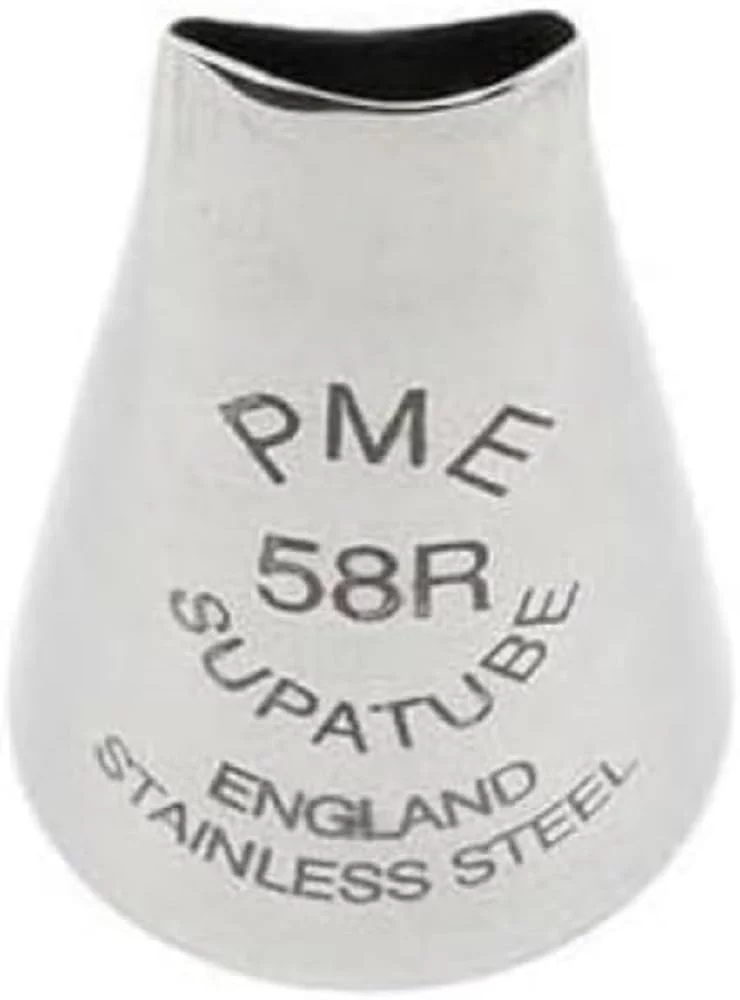 PME
58R
SUPATUBE
ENGLAND
STAINLESS STEEL